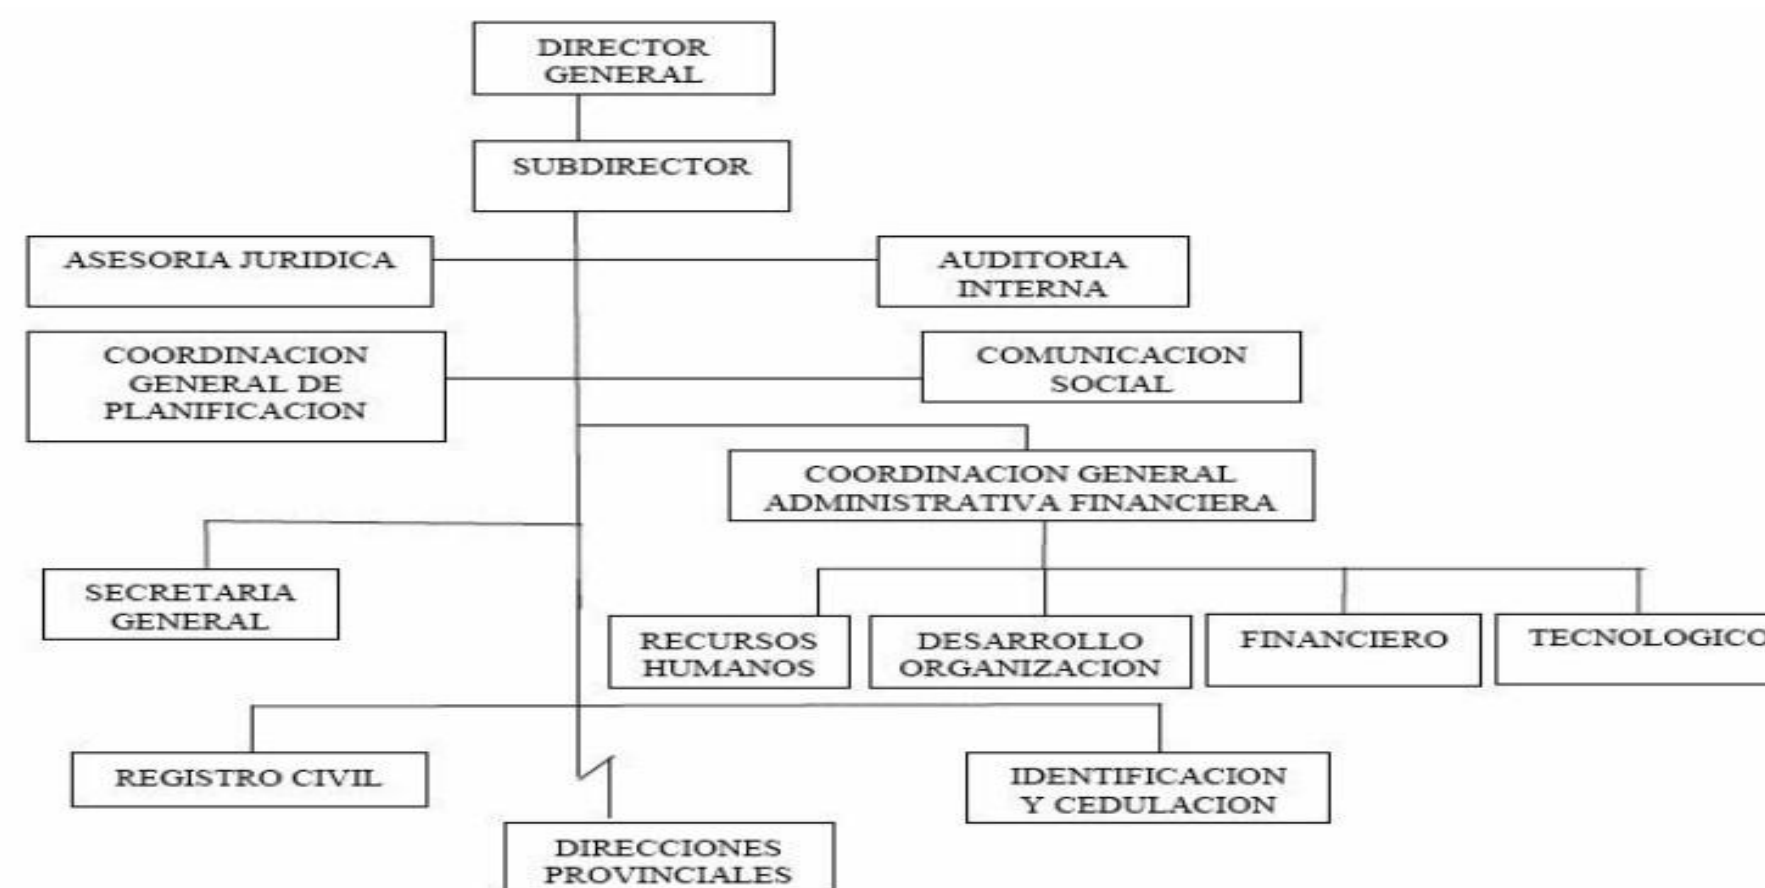 DIRECTOR
GENERAL
SUBDIRECTOR
ASESORIA JURIDICA
AUDITORIA
INTERNA
COORDINACION
GENERAL DE
PLANIFICACION
COMUNICACION
SOCIAL
COORDINACION GENERAL
ADMINISTRATIVA FINANCIERA
SECRETARIA
GENERAL
RECURSOS
HUMANOS
DESARROLLO
ORGANIZACION
FINANCIERO
TECNOLOGICO
REGISTRO CIVIL
IDENTIFICACION
Y CEDULACION
DIRECCIONES
PROVINCIALES